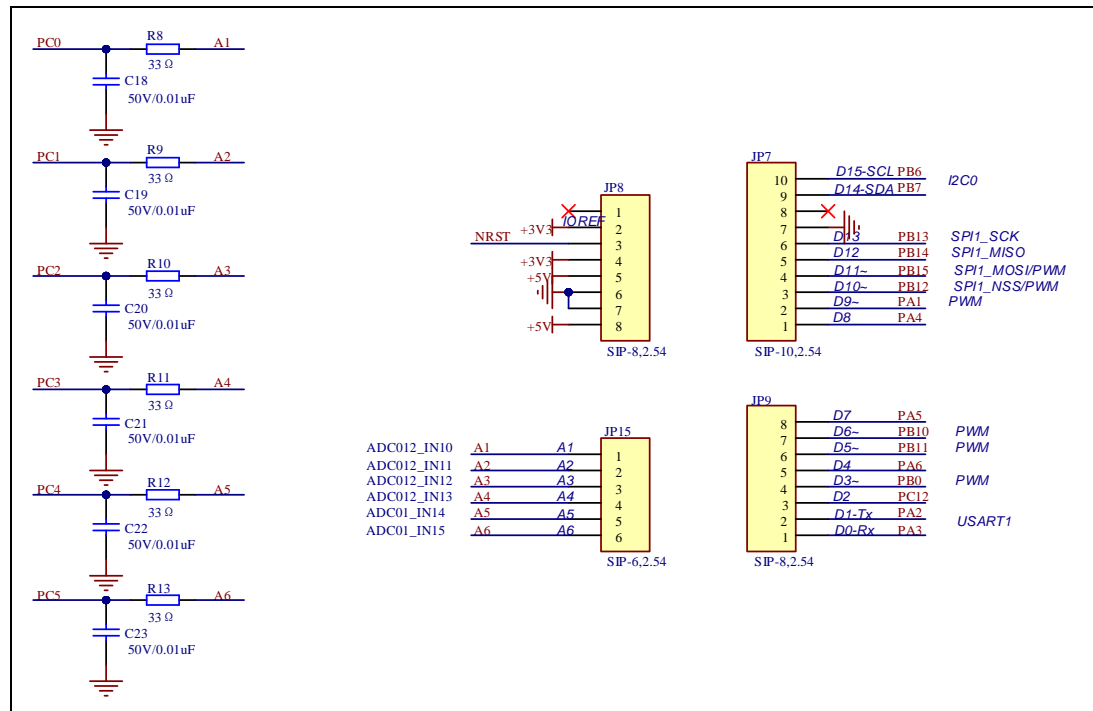 PC0 R8 A1
33Ω
C18
50V/0.01uF
PC1 R9 A2
33Ω
C19
50V/0.01uF
PC2 R10 A3
33Ω
C20
50V/0.01uF
PC3 R11 A4
33Ω
C21
50V/0.01uF
PC4 R12 A5
33Ω
C22
50V/0.01uF
PC5 R13 A6
33Ω
C23
50V/0.01uF
JP8
1
IOREF
+3V3 2
NRST 3
+3V3 4
+5V 5
6
7
+5V 8
SIP-8,2.54
JP7
10 D15-SCL PB6 I2C0
9 D14-SDA PB7
8
7
6 D13 PB13 SPI1_SCK
5 D12 PB14 SPI1_MISO
4 D11~ PB15 SPI1_MOSI/PWM
3 D10~ PB12 SPI1_NSS/PWM
2 D9~ PA1 PWM
1 D8 PA4
SIP-10,2.54
JP15
ADC012_IN10 A1 A1 1
ADC012_IN11 A2 A2 2
ADC012_IN12 A3 A3 3
ADC012_IN13 A4 A4 4
ADC01_IN14 A5 A5 5
ADC01_IN15 A6 A6 6
SIP-6,2.54
JP9
8 D7 PA5
7 D6~ PB10 PWM
6 D5~ PB11 PWM
5 D4 PA6
4 D3~ PB0 PWM
3 D2 PC12
2 D1-Tx PA2 USART1
1 D0-Rx PA3
SIP-8,2.54